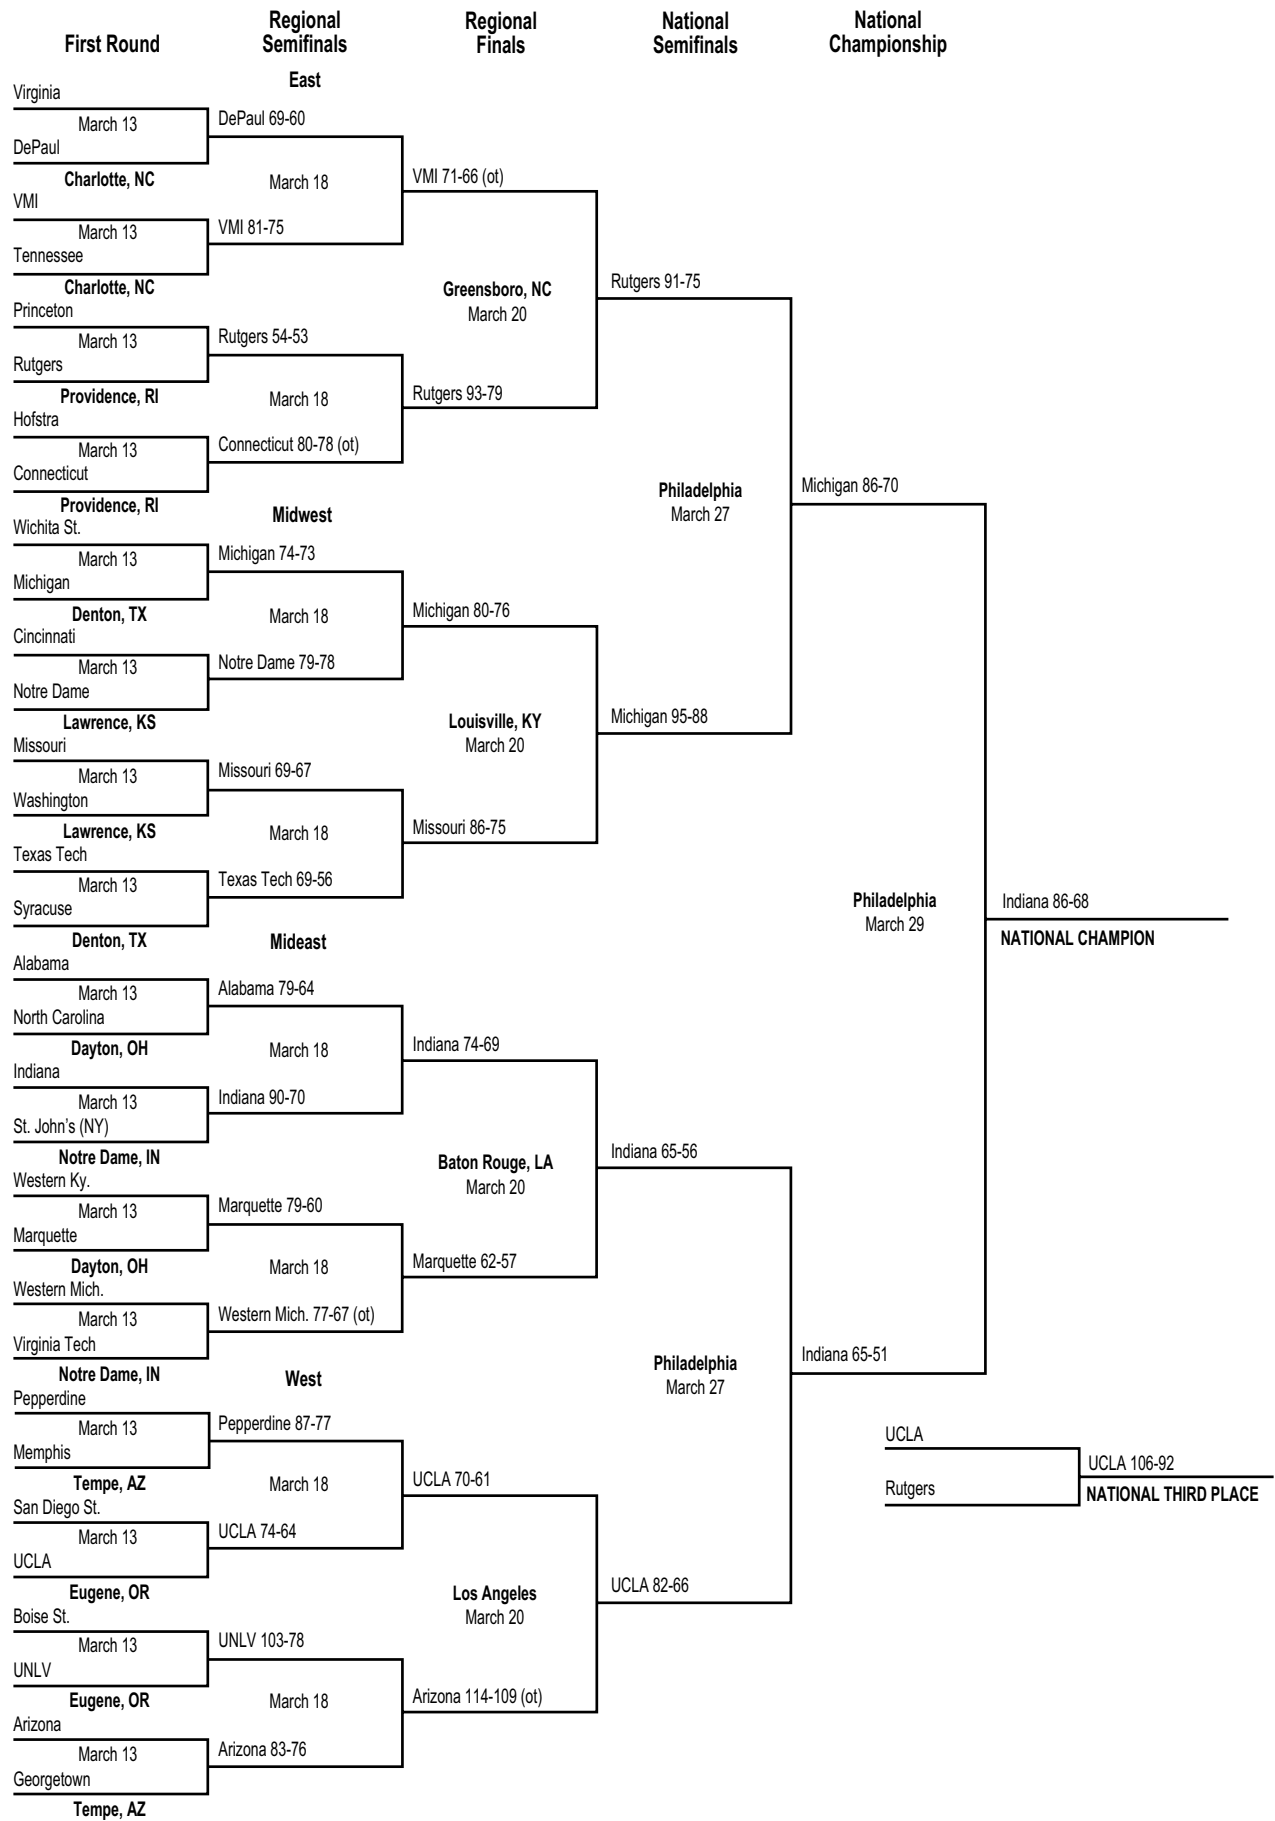 First Round
Regional
Semifinals
Regional
Finals
National
Semifinals
National
Championship
East
Virginia
March 13
DePaul
Charlotte, NC
VMI
March 13
Tennessee
Charlotte, NC
Princeton
March 13
Rutgers
Providence, RI
Hofstra
March 13
Connecticut
Providence, RI
Wichita St.
March 13
Michigan
Denton, TX
Cincinnati
March 13
Notre Dame
Lawrence, KS
Missouri
March 13
Washington
Lawrence, KS
Texas Tech
March 13
Syracuse
Denton, TX
Alabama
March 13
North Carolina
Dayton, OH
Indiana
March 13
St. John's (NY)
Notre Dame, IN
Western Ky.
March 13
Marquette
Dayton, OH
Western Mich.
March 13
Virginia Tech
Notre Dame, IN
Pepperdine
March 13
Memphis
Tempe, AZ
San Diego St.
March 13
UCLA
Eugene, OR
Boise St.
March 13
UNLV
Eugene, OR
Arizona
March 13
Georgetown
Tempe, AZ
DePaul 69-60
March 18
VMI 81-75
Rutgers 54-53
March 18
Connecticut 80-78 (ot)
Midwest
Michigan 74-73
March 18
Notre Dame 79-78
Missouri 69-67
March 18
Texas Tech 69-56
Mideast
Alabama 79-64
March 18
Indiana 90-70
Marquette 79-60
March 18
Western Mich. 77-67 (ot)
West
Pepperdine 87-77
March 18
UCLA 74-64
UNLV 103-78
March 18
Arizona 83-76
VMI 71-66 (ot)
Greensboro, NC
March 20
Rutgers 93-79
Michigan 80-76
Louisville, KY
March 20
Missouri 86-75
Indiana 74-69
Baton Rouge, LA
March 20
Marquette 62-57
UCLA 70-61
Los Angeles
March 20
Arizona 114-109 (ot)
Rutgers 91-75
Philadelphia
March 27
Michigan 95-88
Indiana 65-56
Philadelphia
March 27
UCLA 82-66
Michigan 86-70
Philadelphia
March 29
Indiana 65-51
Indiana 86-68
NATIONAL CHAMPION
UCLA
Rutgers
UCLA 106-92
NATIONAL THIRD PLACE